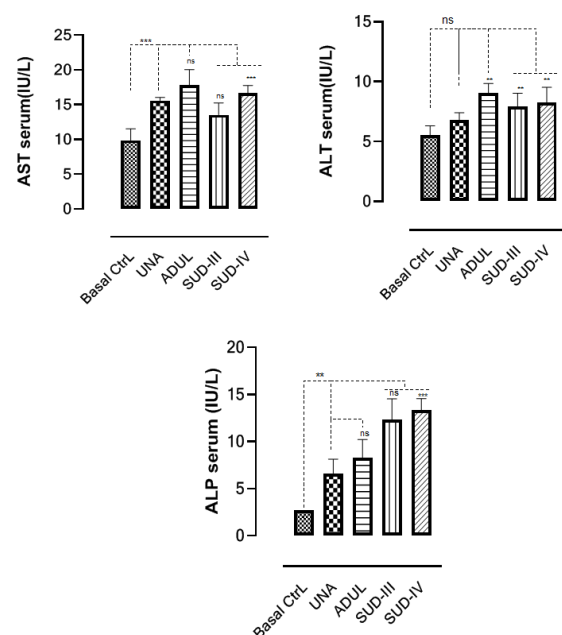 AST serum(IU/L)
25
20
15
10
5
0
***
ns
ns
***
Basal CtrL
UNA
ADUL
SUD-III
SUD-IV
ALT serum(IU/L)
15
10
5
0
ns
**
**
**
Basal CtrL
UNA
ADUL
SUD-III
SUD-IV
ALP serum (IU/L)
20
15
10
5
0
**
ns
ns
***
Basal CtrL
UNA
ADUL
SUD-III
SUD-IV